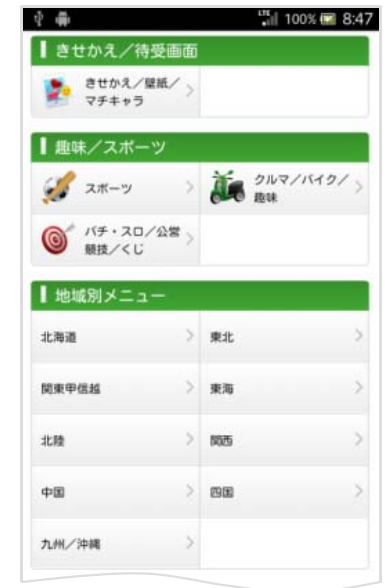 LTE 100% 8:47
きせかえ／待受画面
きせかえ／壁紙／
マチキャラ
趣味／スポーツ
スポーツ
クルマ／バイク／
趣味
パチ・スロ／公営
競技／くじ
地域別メニュー
北海道
東北
関東甲信越
東海
北陸
関西
中国
四国
九州／沖縄